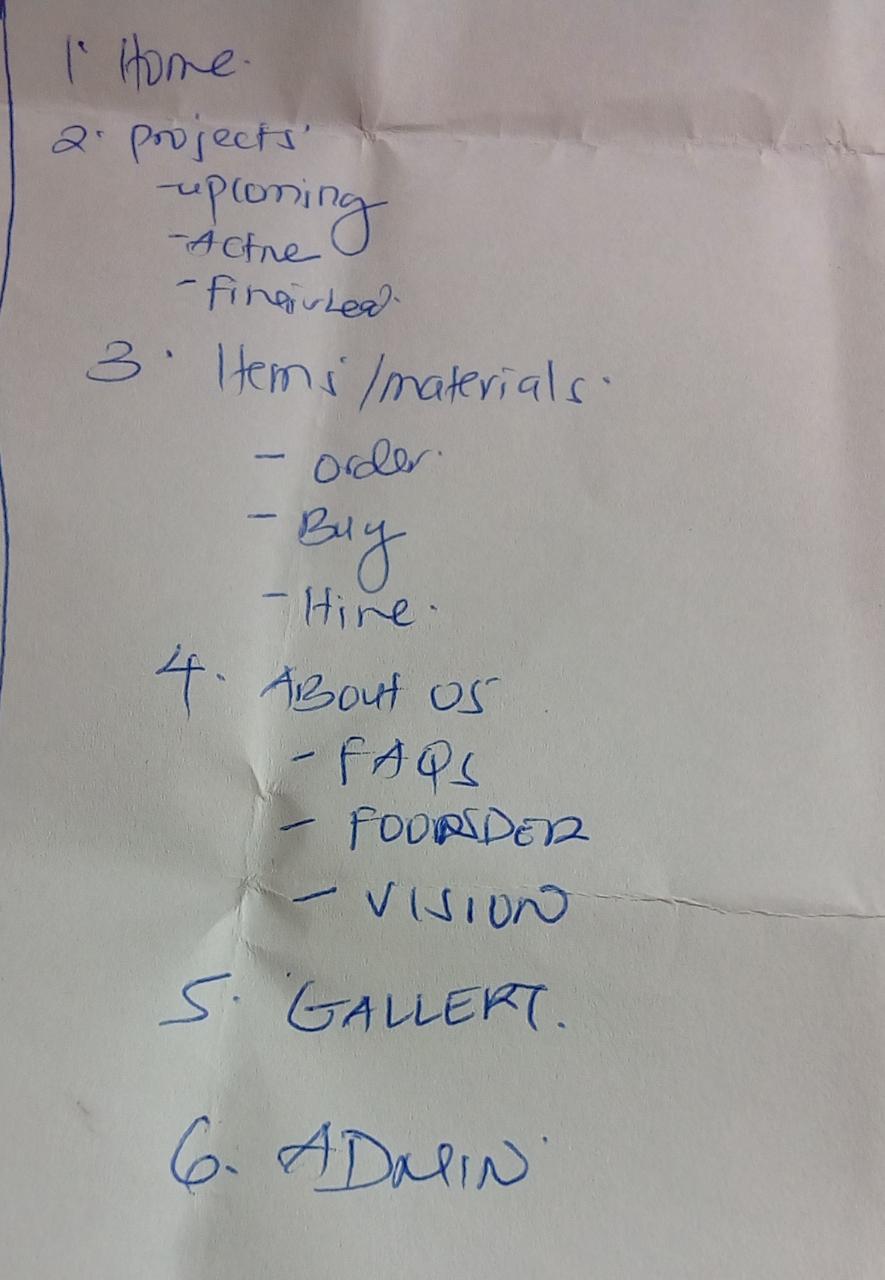 1. Home.
2. projects
- upcoming
- Active
- finished.
3. Items/materials.
- order.
- Buy
- Hire.
4. ABout US
- FAQs
- FOUNDER
- VISION
5. GALLERY.
6. ADMIN